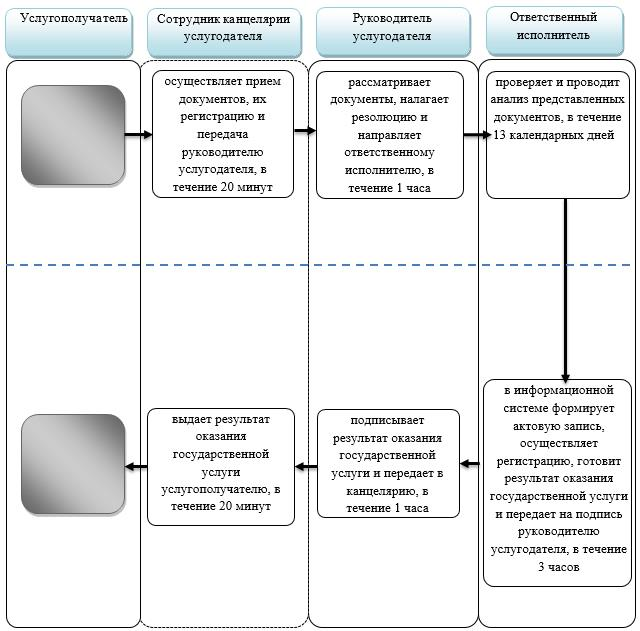 Услугополучатель
Сотрудник канцелярии
услугодателя
Руководитель
услугодателя
Ответственный
исполнитель
осуществляет прием
документов, их
регистрацию и
передача
руководителю
услугодателя, в
течение 20 минут
рассматривает
документы, налагает
резолюцию и
направляет
ответственному
исполнителю, в
течение 1 часа
проверяет и проводит
анализ представленных
документов, в течение
13 календарных дней
в информационной
системе формирует
актовую запись,
осуществляет
регистрацию, готовит
результат оказания
государственной услуги
и передает на подпись
руководителю
услугодателя, в течение
3 часов
подписывает
результат оказания
государственной
услуги и передает в
канцелярию, в
течение 1 часа
выдает результат
оказания
государственной
услуги
услугополучателю, в
течение 20 минут